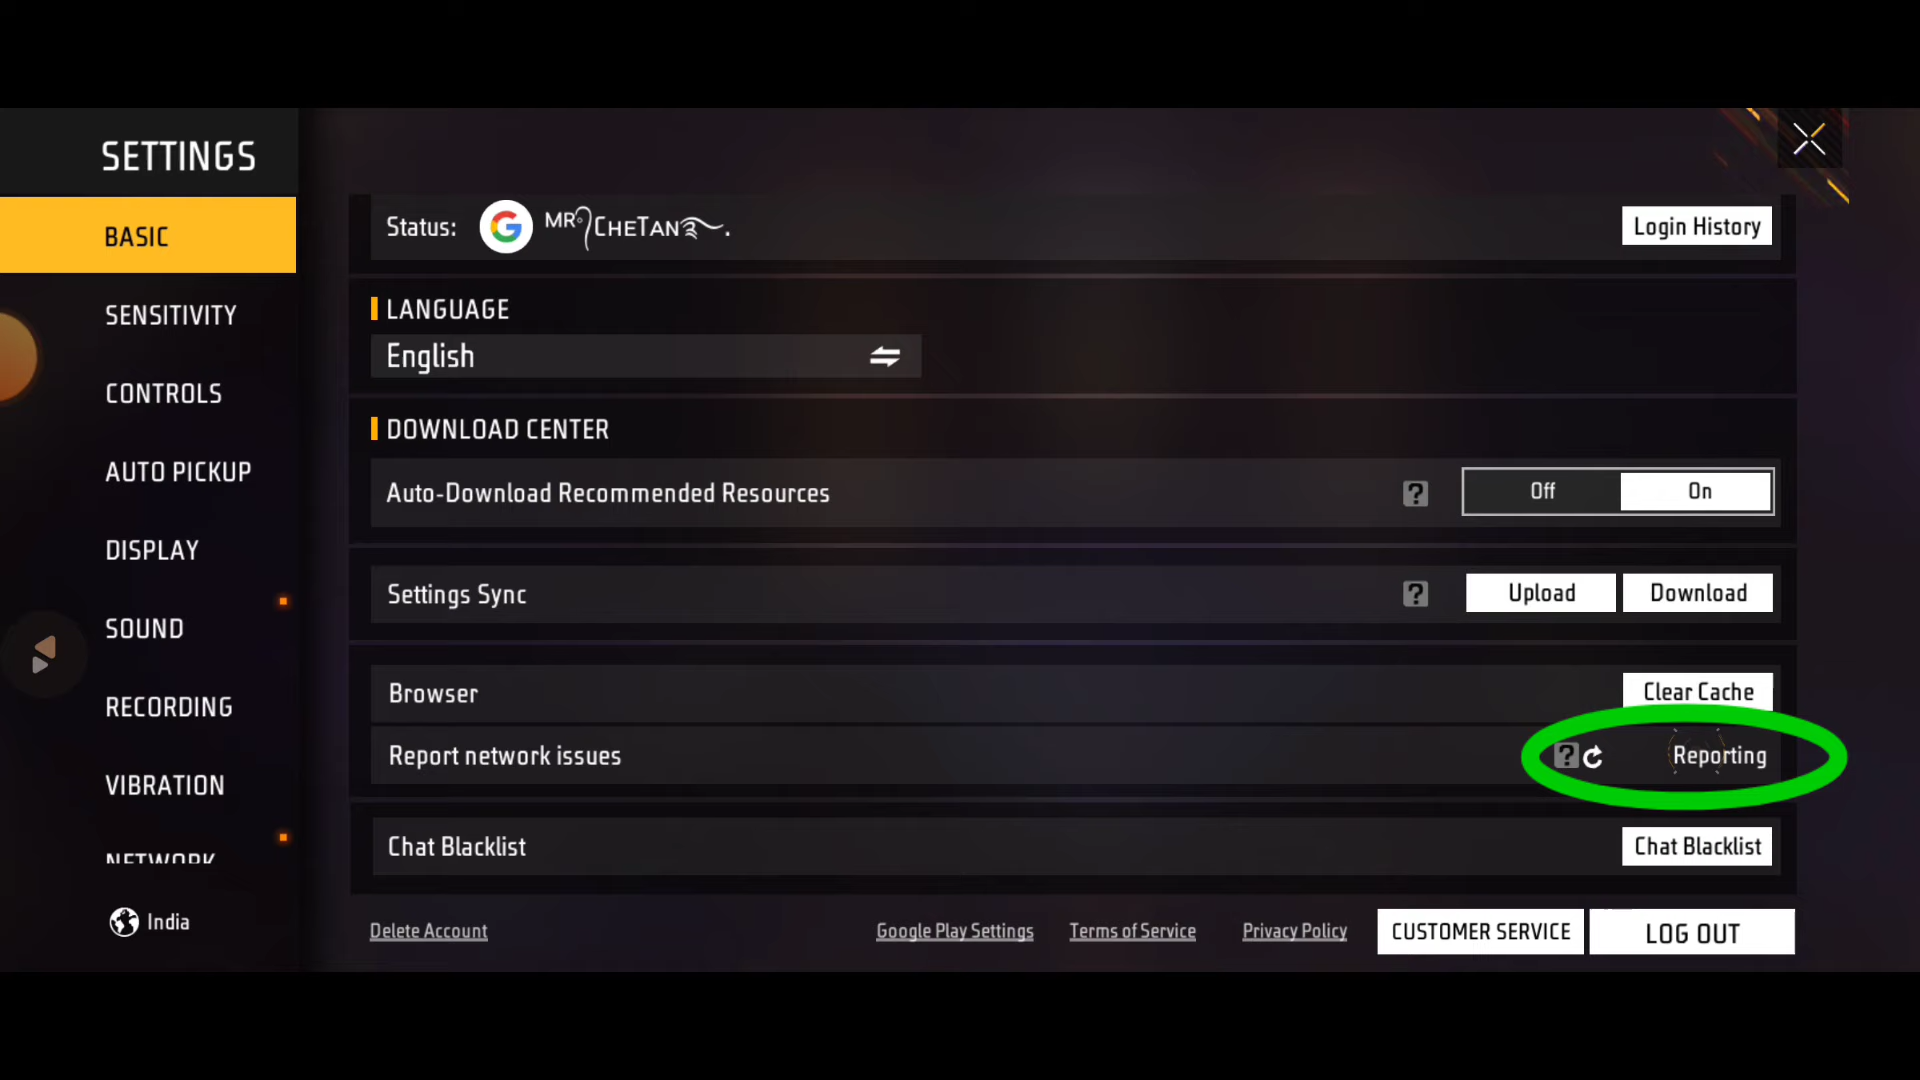 SETTINGS
BASIC
SENSITIVITY
CONTROLS
AUTO PICKUP
DISPLAY
SOUND
RECORDING
VIBRATION
NETWORK
India
Status: MR CHETAN .
Login History
LANGUAGE
English
DOWNLOAD CENTER
Auto-Download Recommended Resources ? Off On
Settings Sync ? Upload Download
Browser Clear Cache
Report network issues ? Reporting
Chat Blacklist Chat Blacklist
Delete Account Google Play Settings Terms of Service Privacy Policy CUSTOMER SERVICE LOG OUT